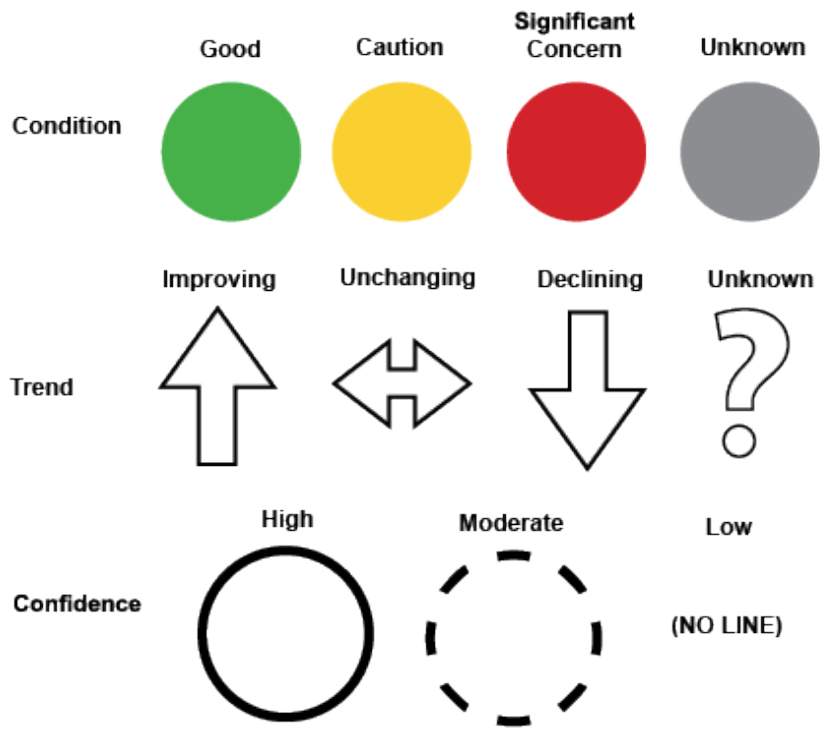 Good
Caution
Significant
Concern
Unknown
Condition
Improving
Unchanging
Declining
Unknown
Trend
High
Moderate
Low
Confidence
(NO LINE)